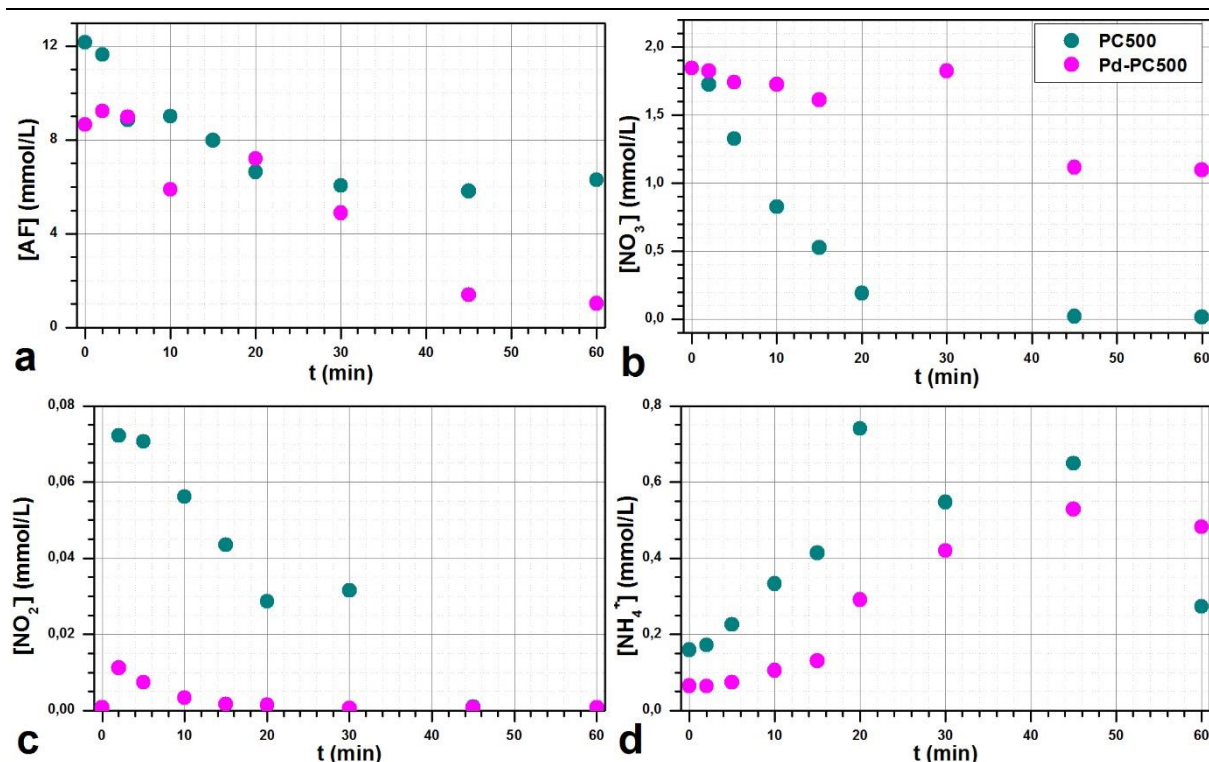 12
8
4
0
[AF] (mmol/L)
0 10 20 30 40 50 60
t (min)
a
2,0
1,5
1,0
0,5
0,0
[NO3] (mmol/L)
PC500
Pd-PC500
0 10 20 30 40 50 60
t (min)
b
0,08
0,06
0,04
0,02
0,00
[NO2] (mmol/L)
0 10 20 30 40 50 60
t (min)
c
0,8
0,6
0,4
0,2
0,0
[NH4+] (mmol/L)
0 10 20 30 40 50 60
t (min)
d